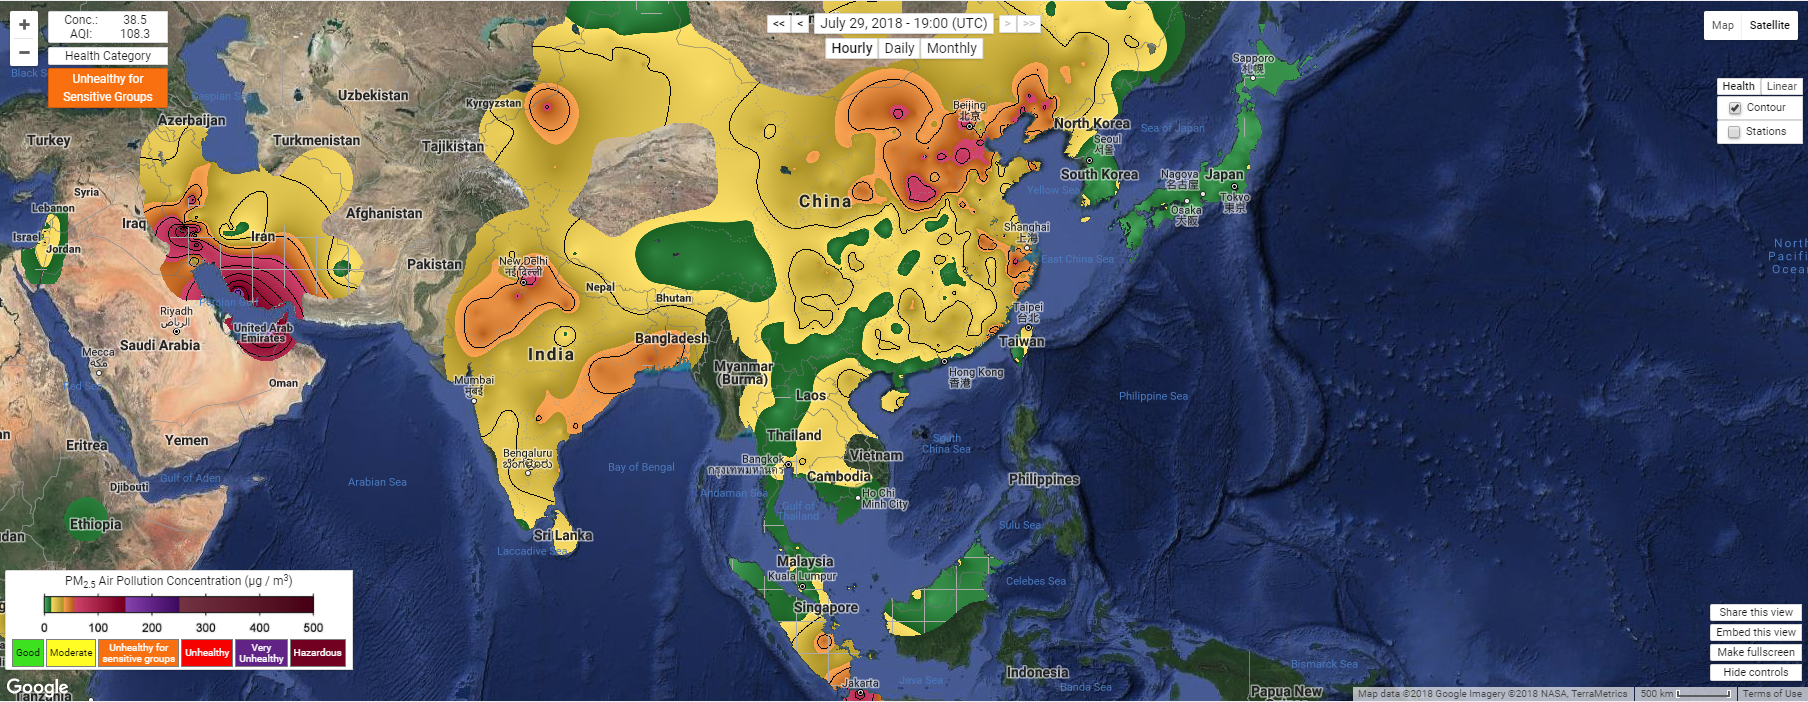 +
−
Conc.: 38.5
AQI: 108.3
Health Category
Unhealthy for
Sensitive Groups
<< < July 29, 2018 - 19:00 (UTC) > >>
Hourly Daily Monthly
Map Satellite
Health Linear
Contour
Stations
Sapporo
札幌
Uzbekistan
Kyrgyzstan
Beijing
北京
Azerbaijan
North Korea
Sea of Japan
Turkey
Turkmenistan
Tajikistan
Seoul
서울
South Korea
Nagoya
名古屋
Japan
Tokyo
東京
Osaka
大阪
Yellow Sea
Syria
China
Lebanon
Afghanistan
Iraq
Iran
Israel
Jordan
Shanghai
上海
East China Sea
Pakistan
New Delhi
नई दिल्ली
Nepal
Bhutan
Persian Gulf
Riyadh
الرياض
Taipei
台北
United Arab
Emirates
Saudi Arabia
Bangladesh
India
Taiwan
Mecca
مكة
Myanmar
(Burma)
Hong Kong
香港
Oman
Mumbai
मुंबई
Red Sea
Laos
Philippine Sea
Yemen
Eritrea
Thailand
South
China Sea
Bengaluru
ಬೆಂಗಳೂರು
Bangkok
กรุงเทพมหานคร
Vietnam
Bay of Bengal
Arabian Sea
Gulf of Aden
Djibouti
Cambodia
Philippines
Andaman Sea
Ho Chi
Minh City
Gulf of
Thailand
Ethiopia
Sri Lanka
Sulu Sea
Laccadive Sea
Malaysia
Kuala Lumpur
Celebes Sea
Singapore
Indonesia
Jakarta
Java Sea
Banda Sea
Bismarck Sea
Papua New
PM2.5 Air Pollution Concentration (µg / m³)
0 100 200 300 400 500
Good
Moderate
Unhealthy for
sensitive groups
Unhealthy
Very
Unhealthy
Hazardous
Share this view
Embed this view
Make fullscreen
Hide controls
Google
Map data ©2018 Google Imagery ©2018 NASA, TerraMetrics 500 km Terms of Use